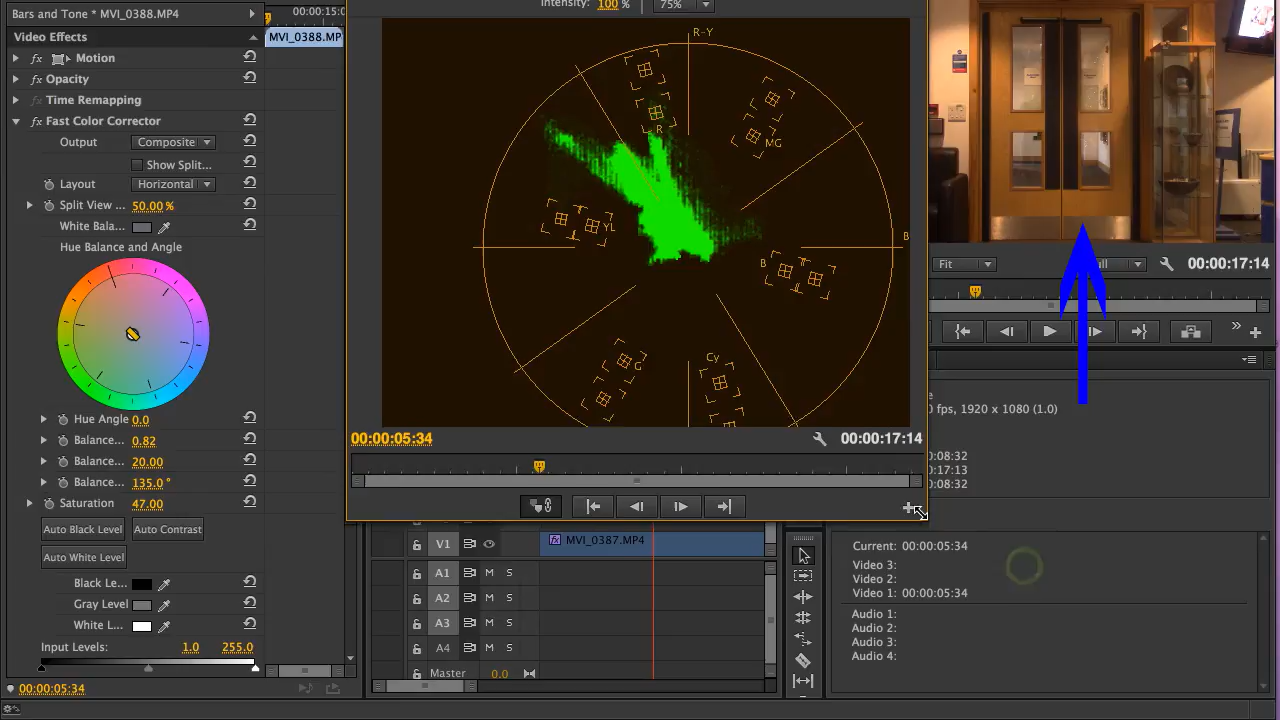 Bars and Tone * MVI_0388.MP4
00:00:15:0
Video Effects
MVI_0388.MP
fx Motion
fx Opacity
fx Time Remapping
fx Fast Color Corrector
Output Composite
Show Split...
Layout Horizontal
Split View ... 50.00 %
White Bala...
Hue Balance and Angle
Hue Angle 0.0
Balance... 0.82
Balance... 20.00
Balance... 135.0 °
Saturation 47.00
Auto Black Level Auto Contrast
Auto White Level
Black Le...
Gray Level
White L...
Input Levels: 1.0 255.0
00:00:05:34
Intensity: 100 % 75%
R-Y
R
MG
YL
B
B
G
Cy
00:00:05:34 00:00:17:14
V1 fx MVI_0387.MP4
A1 M S
A2 M S
A3 M S
A4 M S
Master 0.0
Fit
ull
00:00:17:14
fps, 1920 x 1080 (1.0)
:08:32
:17:13
:08:32
Current: 00:00:05:34
Video 3:
Video 2:
Video 1: 00:00:05:34
Audio 1:
Audio 2:
Audio 3:
Audio 4: